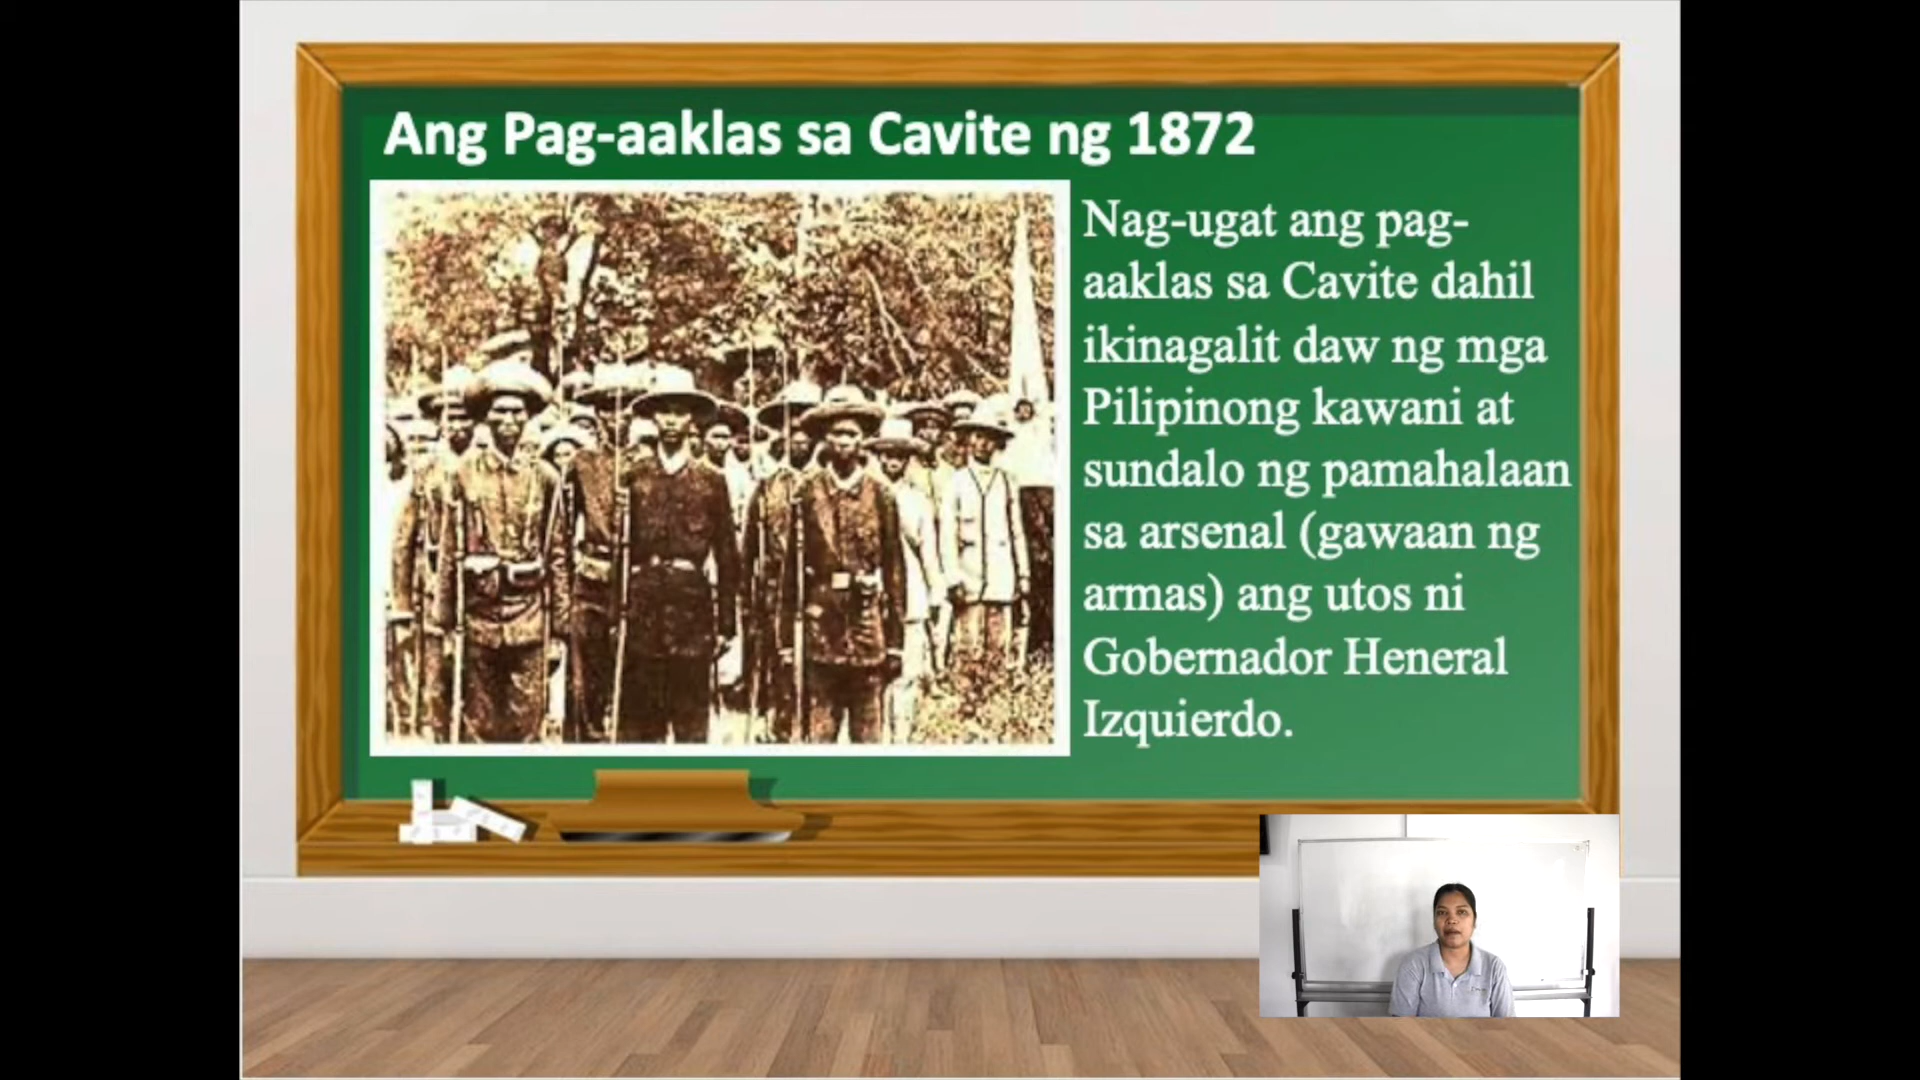 Ang Pag-aaklas sa Cavite ng 1872
Nag-ugat ang pag-
aaklas sa Cavite dahil
ikinagalit daw ng mga
Pilipinong kawani at
sundalo ng pamahalaan
sa arsenal (gawaan ng
armas) ang utos ni
Gobernador Heneral
Izquierdo.